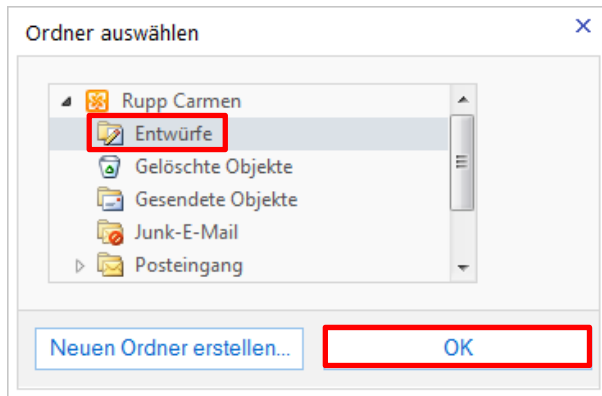 Ordner auswählen
Rupp Carmen
Entwürfe
Gelöschte Objekte
Gesendete Objekte
Junk-E-Mail
Posteingang
Neuen Ordner erstellen...
OK